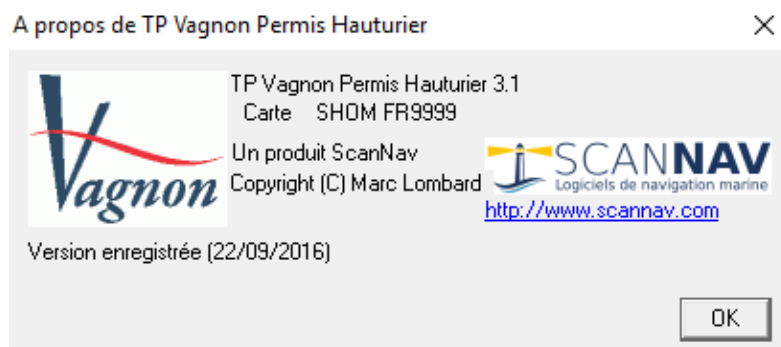 A propos de TP Vagnon Permis Hauturier
TP Vagnon Permis Hauturier 3.1
Carte SHOM FR9999
Vagnon
Un produit ScanNav
Copyright (C) Marc Lombard
SCANNAV
Logiciels de navigation marine
http://www.scannav.com
Version enregistrée (22/09/2016)
OK